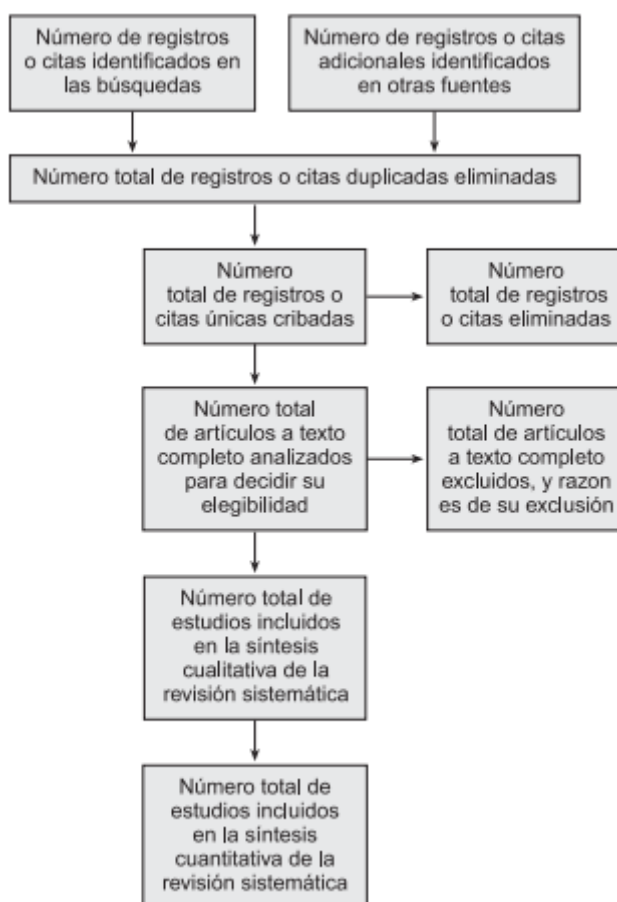 Número de registros
o citas identificados en
las búsquedas
Número de registros o citas
adicionales identificados
en otras fuentes
Número total de registros o citas duplicadas eliminadas
Número
total de registros o
citas únicas cribadas
Número
total de registros
o citas eliminadas
Número total
de artículos a texto
completo analizados
para decidir su
elegibilidad
Número
total de artículos
a texto completo
excluidos, y razon
es de su exclusión
Número total de
estudios incluidos
en la síntesis
cualitativa de la
revisión sistemática
Número total de
estudios incluidos
en la síntesis
cuantitativa de la
revisión sistemática